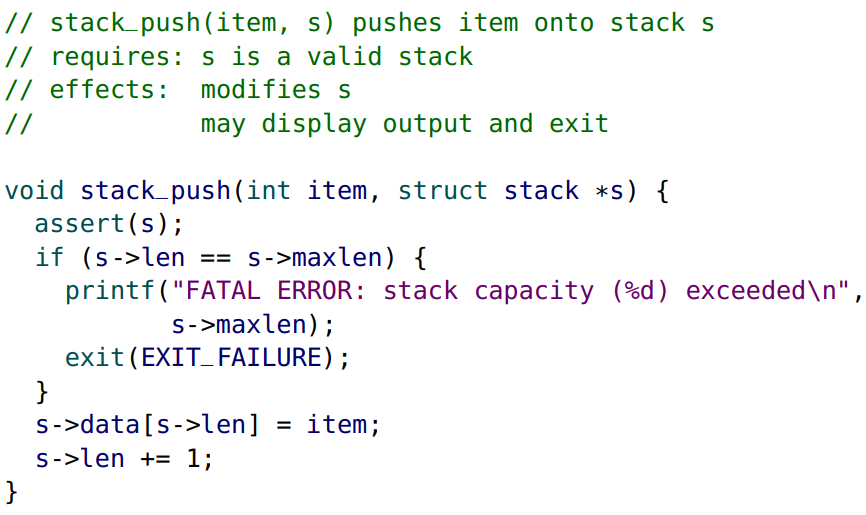 // stack_push(item, s) pushes item onto stack s
// requires: s is a valid stack
// effects:  modifies s
//           may display output and exit

void stack_push(int item, struct stack *s) {
  assert(s);
  if (s->len == s->maxlen) {
    printf("FATAL ERROR: stack capacity (%d) exceeded\n",
           s->maxlen);
    exit(EXIT_FAILURE);
  }
  s->data[s->len] = item;
  s->len += 1;
}